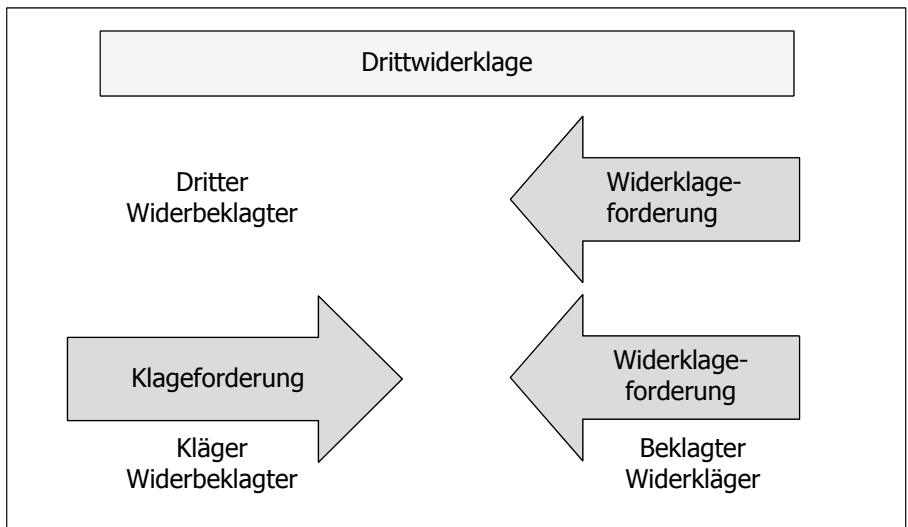 Drittwiderklage
Dritter
Widerbeklagter
Widerklage-
forderung
Klageforderung
Widerklage-
forderung
Kläger
Widerbeklagter
Beklagter
Widerkläger